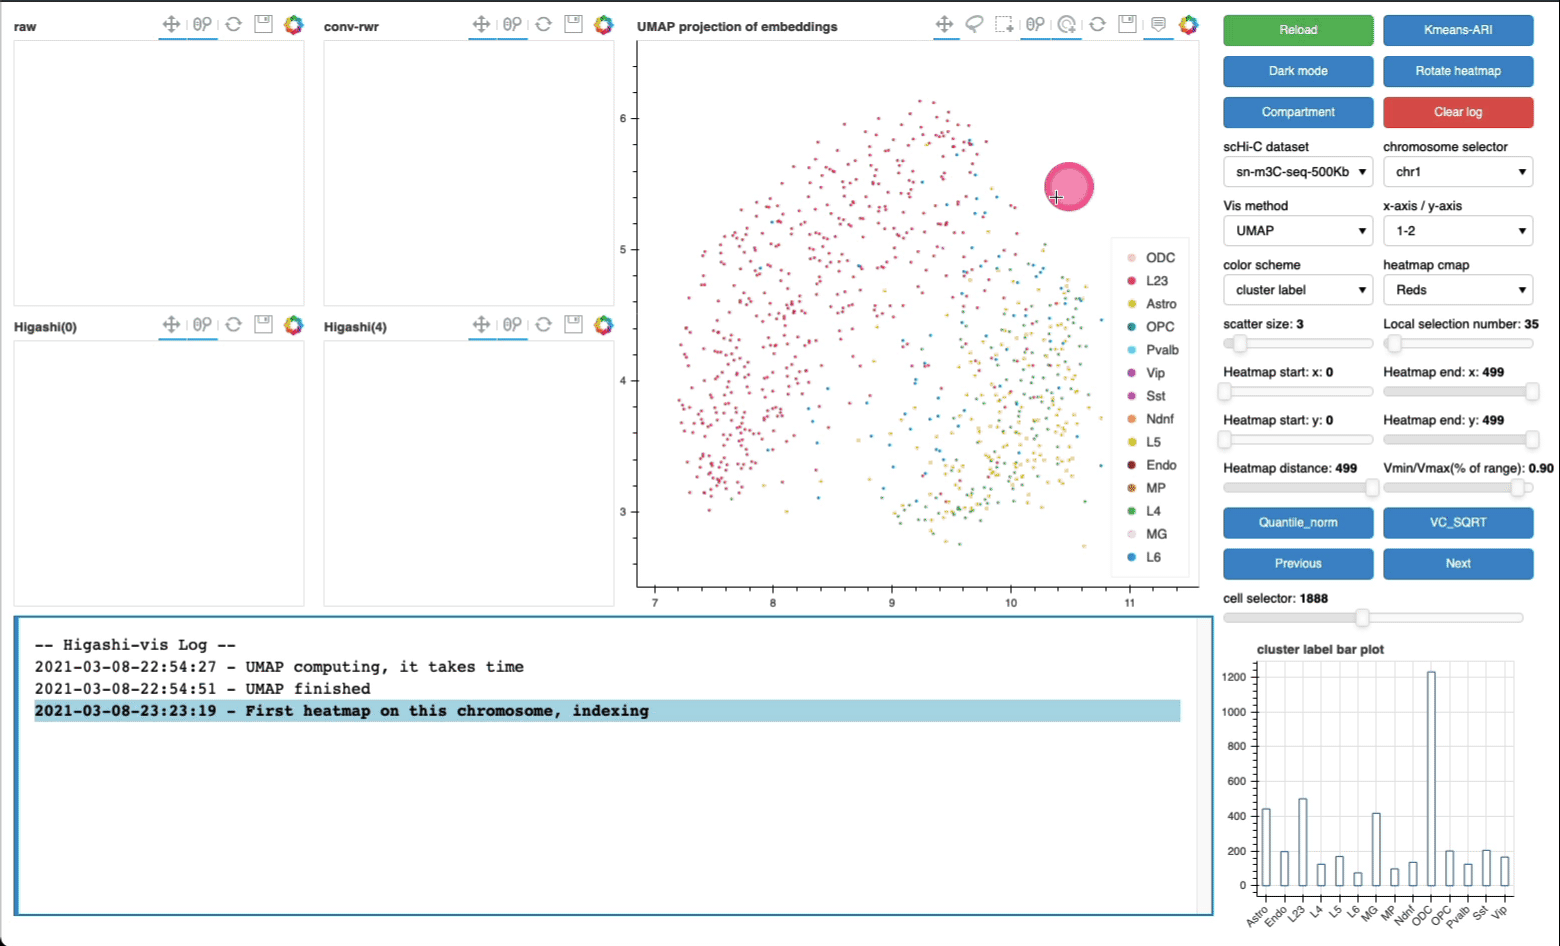 raw
conv-rwr
UMAP projection of embeddings
Reload
Kmeans-ARI
Dark mode
Rotate heatmap
Compartment
Clear log
scHi-C dataset
chromosome selector
sn-m3C-seq-500Kb
chr1
Vis method
x-axis / y-axis
UMAP
1-2
color scheme
heatmap cmap
cluster label
Reds
scatter size: 3
Local selection number: 35
Heatmap start: x: 0
Heatmap end: x: 499
Heatmap start: y: 0
Heatmap end: y: 499
Heatmap distance: 499
Vmin/Vmax(% of range): 0.90
Quantile_norm
VC_SQRT
Previous
Next
cell selector: 1888
Higashi(0)
Higashi(4)
6
5
4
3
7
8
9
10
11
ODC
L23
Astro
OPC
Pvalb
Vip
Sst
Ndnf
L5
Endo
MP
L4
MG
L6
-- Higashi-vis Log --
2021-03-08-22:54:27 - UMAP computing, it takes time
2021-03-08-22:54:51 - UMAP finished
2021-03-08-23:23:19 - First heatmap on this chromosome, indexing
cluster label bar plot
1200
1000
800
600
400
200
0
Astro
Endo
L23
L4
L5
L6
MG
MP
Ndnf
ODC
OPC
Pvalb
Sst
Vip